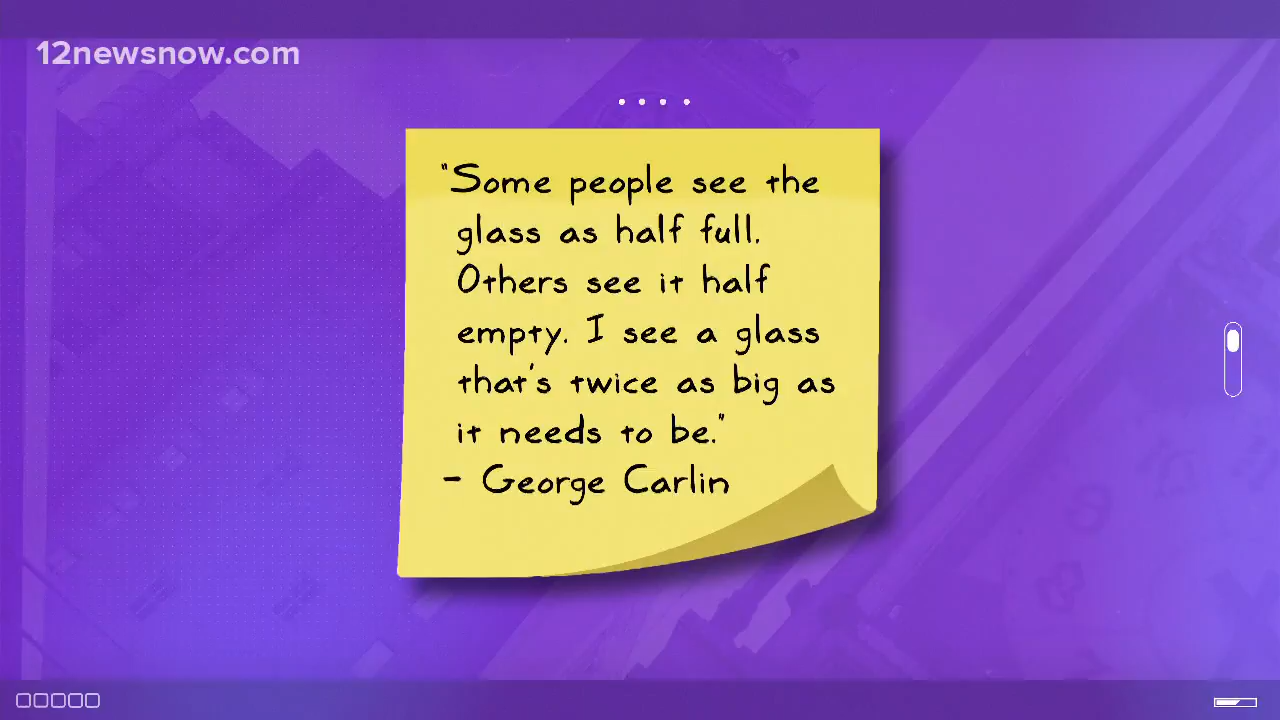 12newsnow.com
"Some people see the
glass as half full.
Others see it half
empty. I see a glass
that's twice as big as
it needs to be."
- George Carlin